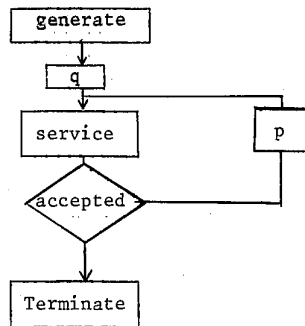 generate
q
service
p
accepted
Terminate